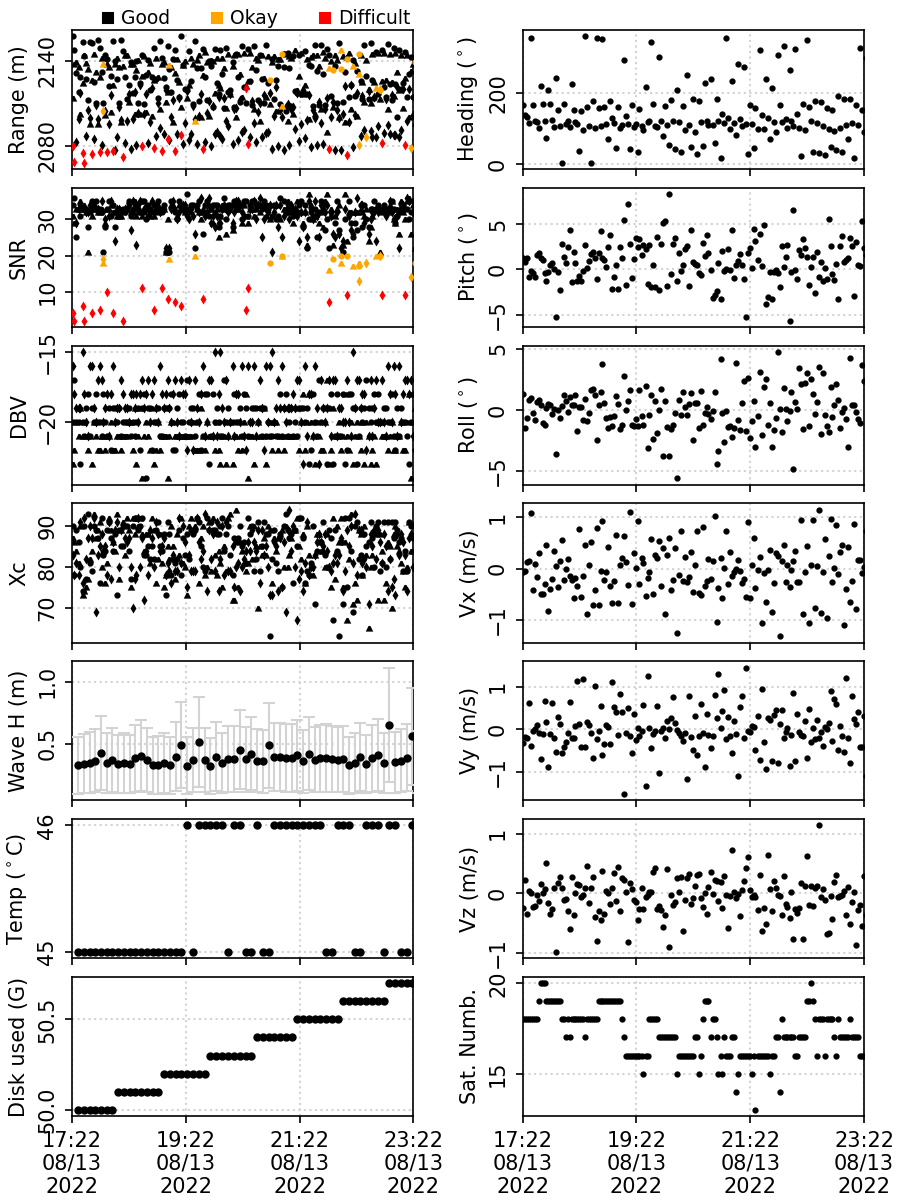 Good Okay Difficult
Range (m)
2140
2080
Heading (°)
200
0
SNR
30
20
10
Pitch (°)
5
0
−5
DBV
−15
−20
Roll (°)
5
0
−5
Xc
90
80
70
Vx (m/s)
1
0
−1
Wave H (m)
1.0
0.5
Vy (m/s)
1
0
−1
Temp (°C)
46
45
Vz (m/s)
1
0
−1
Disk used (G)
50.5
50.0
Sat. Numb.
20
15
17:22 19:22 21:22 23:22 17:22 19:22 21:22 23:22
08/13 08/13 08/13 08/13 08/13 08/13 08/13 08/13
2022 2022 2022 2022 2022 2022 2022 2022